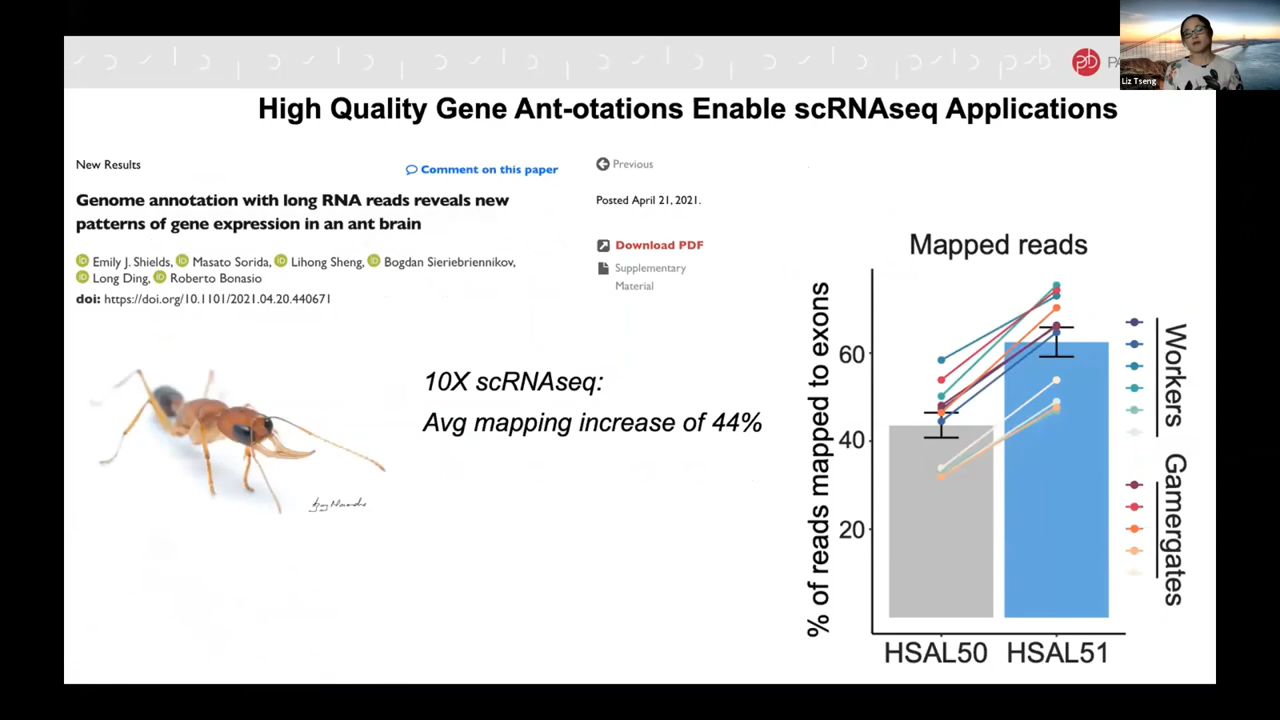 PA
Liz Tseng
High Quality Gene Ant-otations Enable scRNAseq Applications
New Results
Comment on this paper
Genome annotation with long RNA reads reveals new
patterns of gene expression in an ant brain
Emily J. Shields, Masato Sorida, Lihong Sheng, Bogdan Sieriebriennikov,
Long Ding, Roberto Bonasio
doi: https://doi.org/10.1101/2021.04.20.440671
Previous
Posted April 21, 2021.
Download PDF
Supplementary
Material
10X scRNAseq:
Avg mapping increase of 44%
Mapped reads
% of reads mapped to exons
60
40
20
HSAL50 HSAL51
Workers
Gamergates